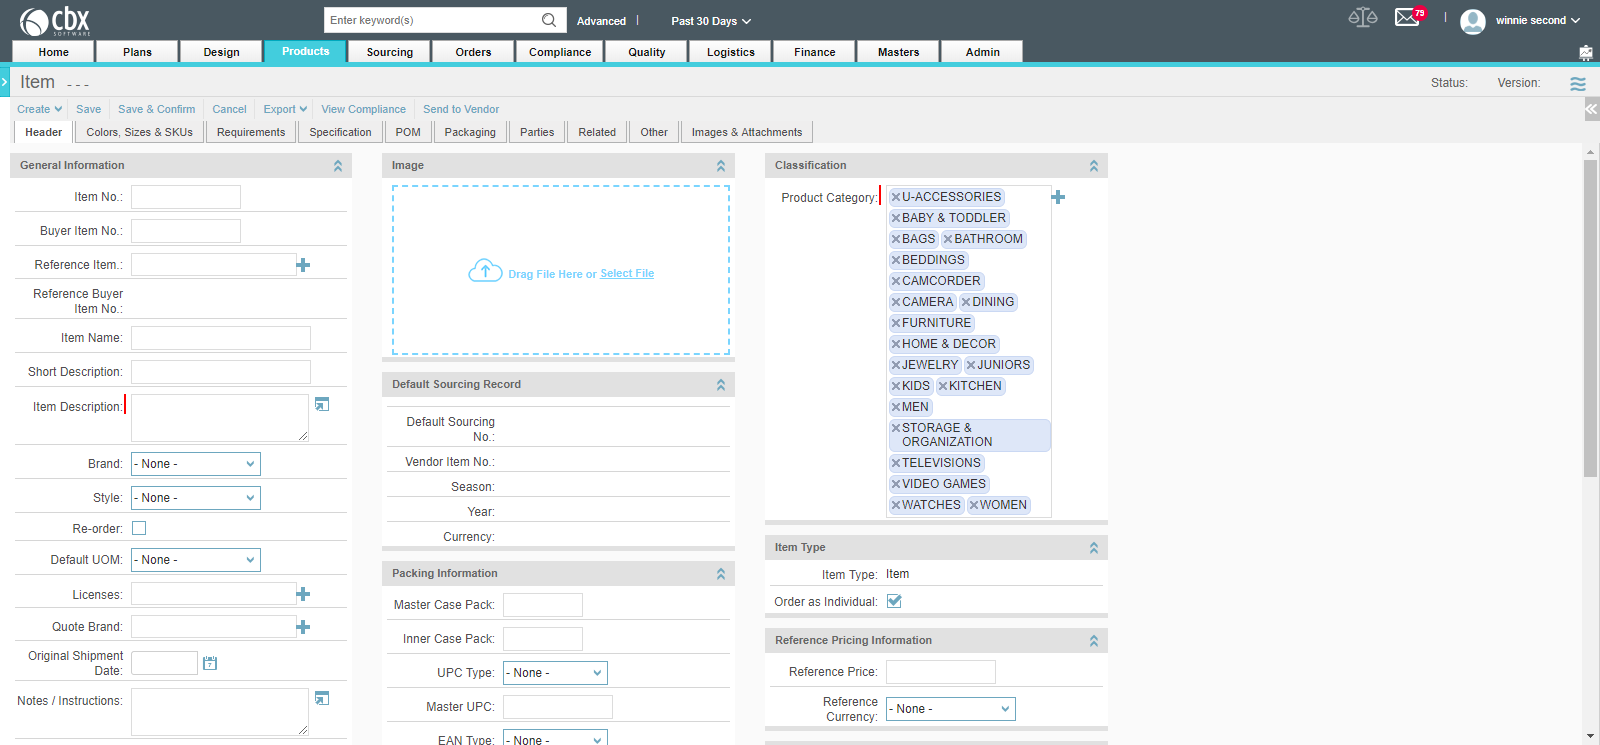 cbx
SOFTWARE
Enter keyword(s)
Advanced
Past 30 Days
79
winnie second
Home
Plans
Design
Products
Sourcing
Orders
Compliance
Quality
Logistics
Finance
Masters
Admin
Item - - -
Status:
Version:
Create
Save
Save & Confirm
Cancel
Export
View Compliance
Send to Vendor
Header
Colors, Sizes & SKUs
Requirements
Specification
POM
Packaging
Parties
Related
Other
Images & Attachments
General Information
Item No.:
Buyer Item No.:
Reference Item.:
Reference Buyer
Item No.:
Item Name:
Short Description:
Item Description:
Brand: - None -
Style: - None -
Re-order:
Default UOM: - None -
Licenses:
Quote Brand:
Original Shipment
Date:
7
Notes / Instructions:
Image
Drag File Here or Select File
Default Sourcing Record
Default Sourcing
No.:
Vendor Item No.:
Season:
Year:
Currency:
Packing Information
Master Case Pack:
Inner Case Pack:
UPC Type: - None -
Master UPC:
EAN Type: - None -
Classification
Product Category:
U-ACCESSORIES
BABY & TODDLER
BAGS BATHROOM
BEDDINGS
CAMCORDER
CAMERA DINING
FURNITURE
HOME & DECOR
JEWELRY JUNIORS
KIDS KITCHEN
MEN
STORAGE &
ORGANIZATION
TELEVISIONS
VIDEO GAMES
WATCHES WOMEN
Item Type
Item Type: Item
Order as Individual:
Reference Pricing Information
Reference Price:
Reference
Currency:
- None -